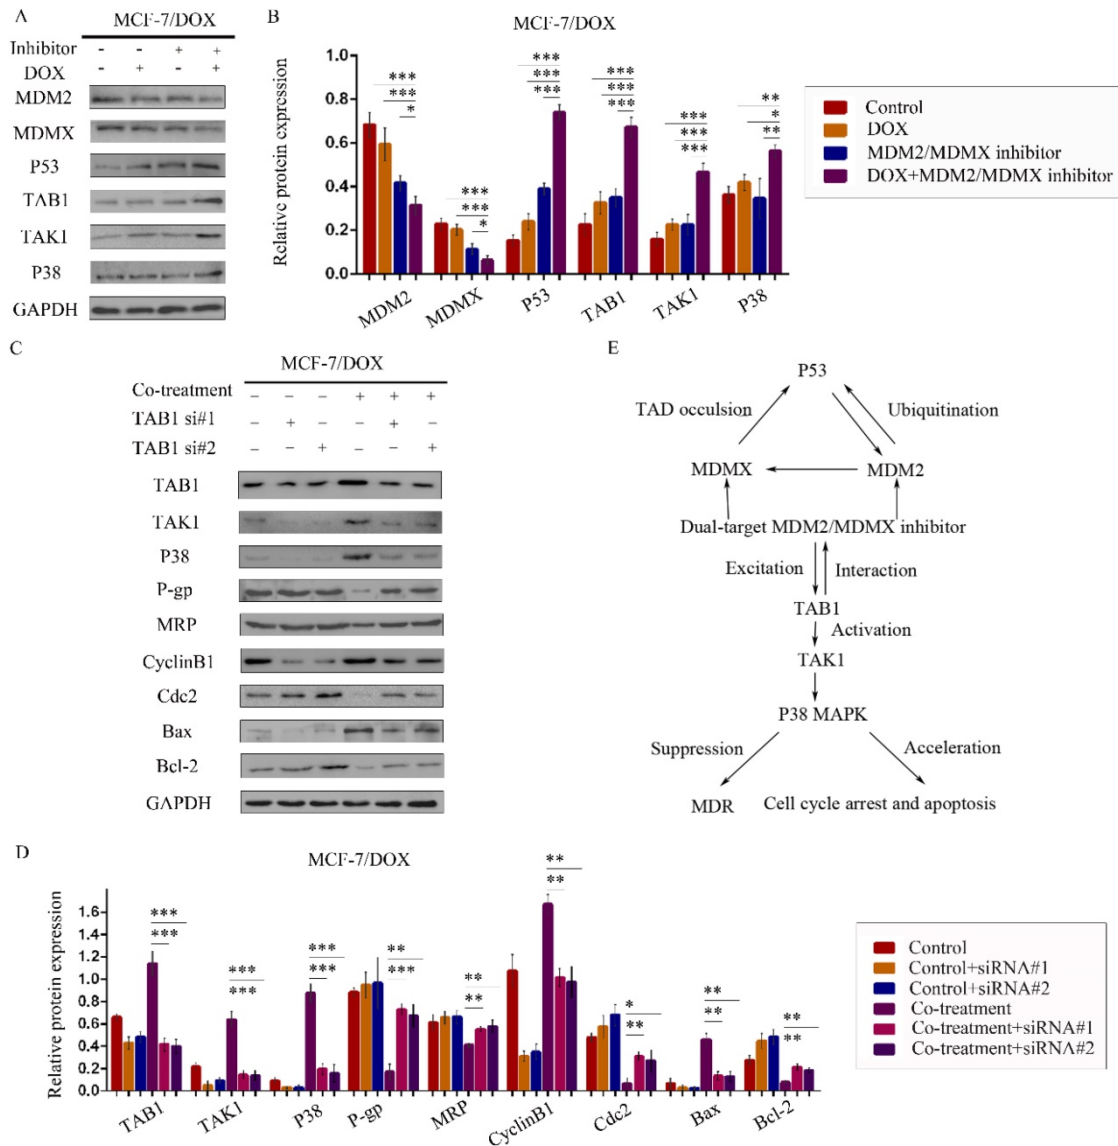 A
MCF-7/DOX
Inhibitor - - + +
DOX - + - +
MDM2
MDMX
P53
TAB1
TAK1
P38
GAPDH
B
MCF-7/DOX
Relative protein expression
1.0
0.8
0.6
0.4
0.2
0.0
***
***
*
***
***
*
***
***
***
***
***
***
***
***
***
**
*
**
MDM2
MDMX
P53
TAB1
TAK1
P38
Control
DOX
MDM2/MDMX inhibitor
DOX+MDM2/MDMX inhibitor
C
MCF-7/DOX
Co-treatment - - - + + +
TAB1 si#1 - + - - + -
TAB1 si#2 - - + - - +
TAB1
TAK1
P38
P-gp
MRP
CyclinB1
Cdc2
Bax
Bcl-2
GAPDH
E
P53
TAD occulsion
Ubiquitination
MDMX
MDM2
Dual-target MDM2/MDMX inhibitor
Excitation
Interaction
TAB1
Activation
TAK1
P38 MAPK
Suppression
Acceleration
MDR
Cell cycle arrest and apoptosis
D
MCF-7/DOX
Relative protein expression
1.6
1.2
1.0
0.8
0.6
0.4
0.2
0.0
***
***
***
***
***
***
**
***
**
**
**
**
*
**
**
**
**
**
TAB1
TAK1
P38
P-gp
MRP
CyclinB1
Cdc2
Bax
Bcl-2
Control
Control+siRNA#1
Control+siRNA#2
Co-treatment
Co-treatment+siRNA#1
Co-treatment+siRNA#2